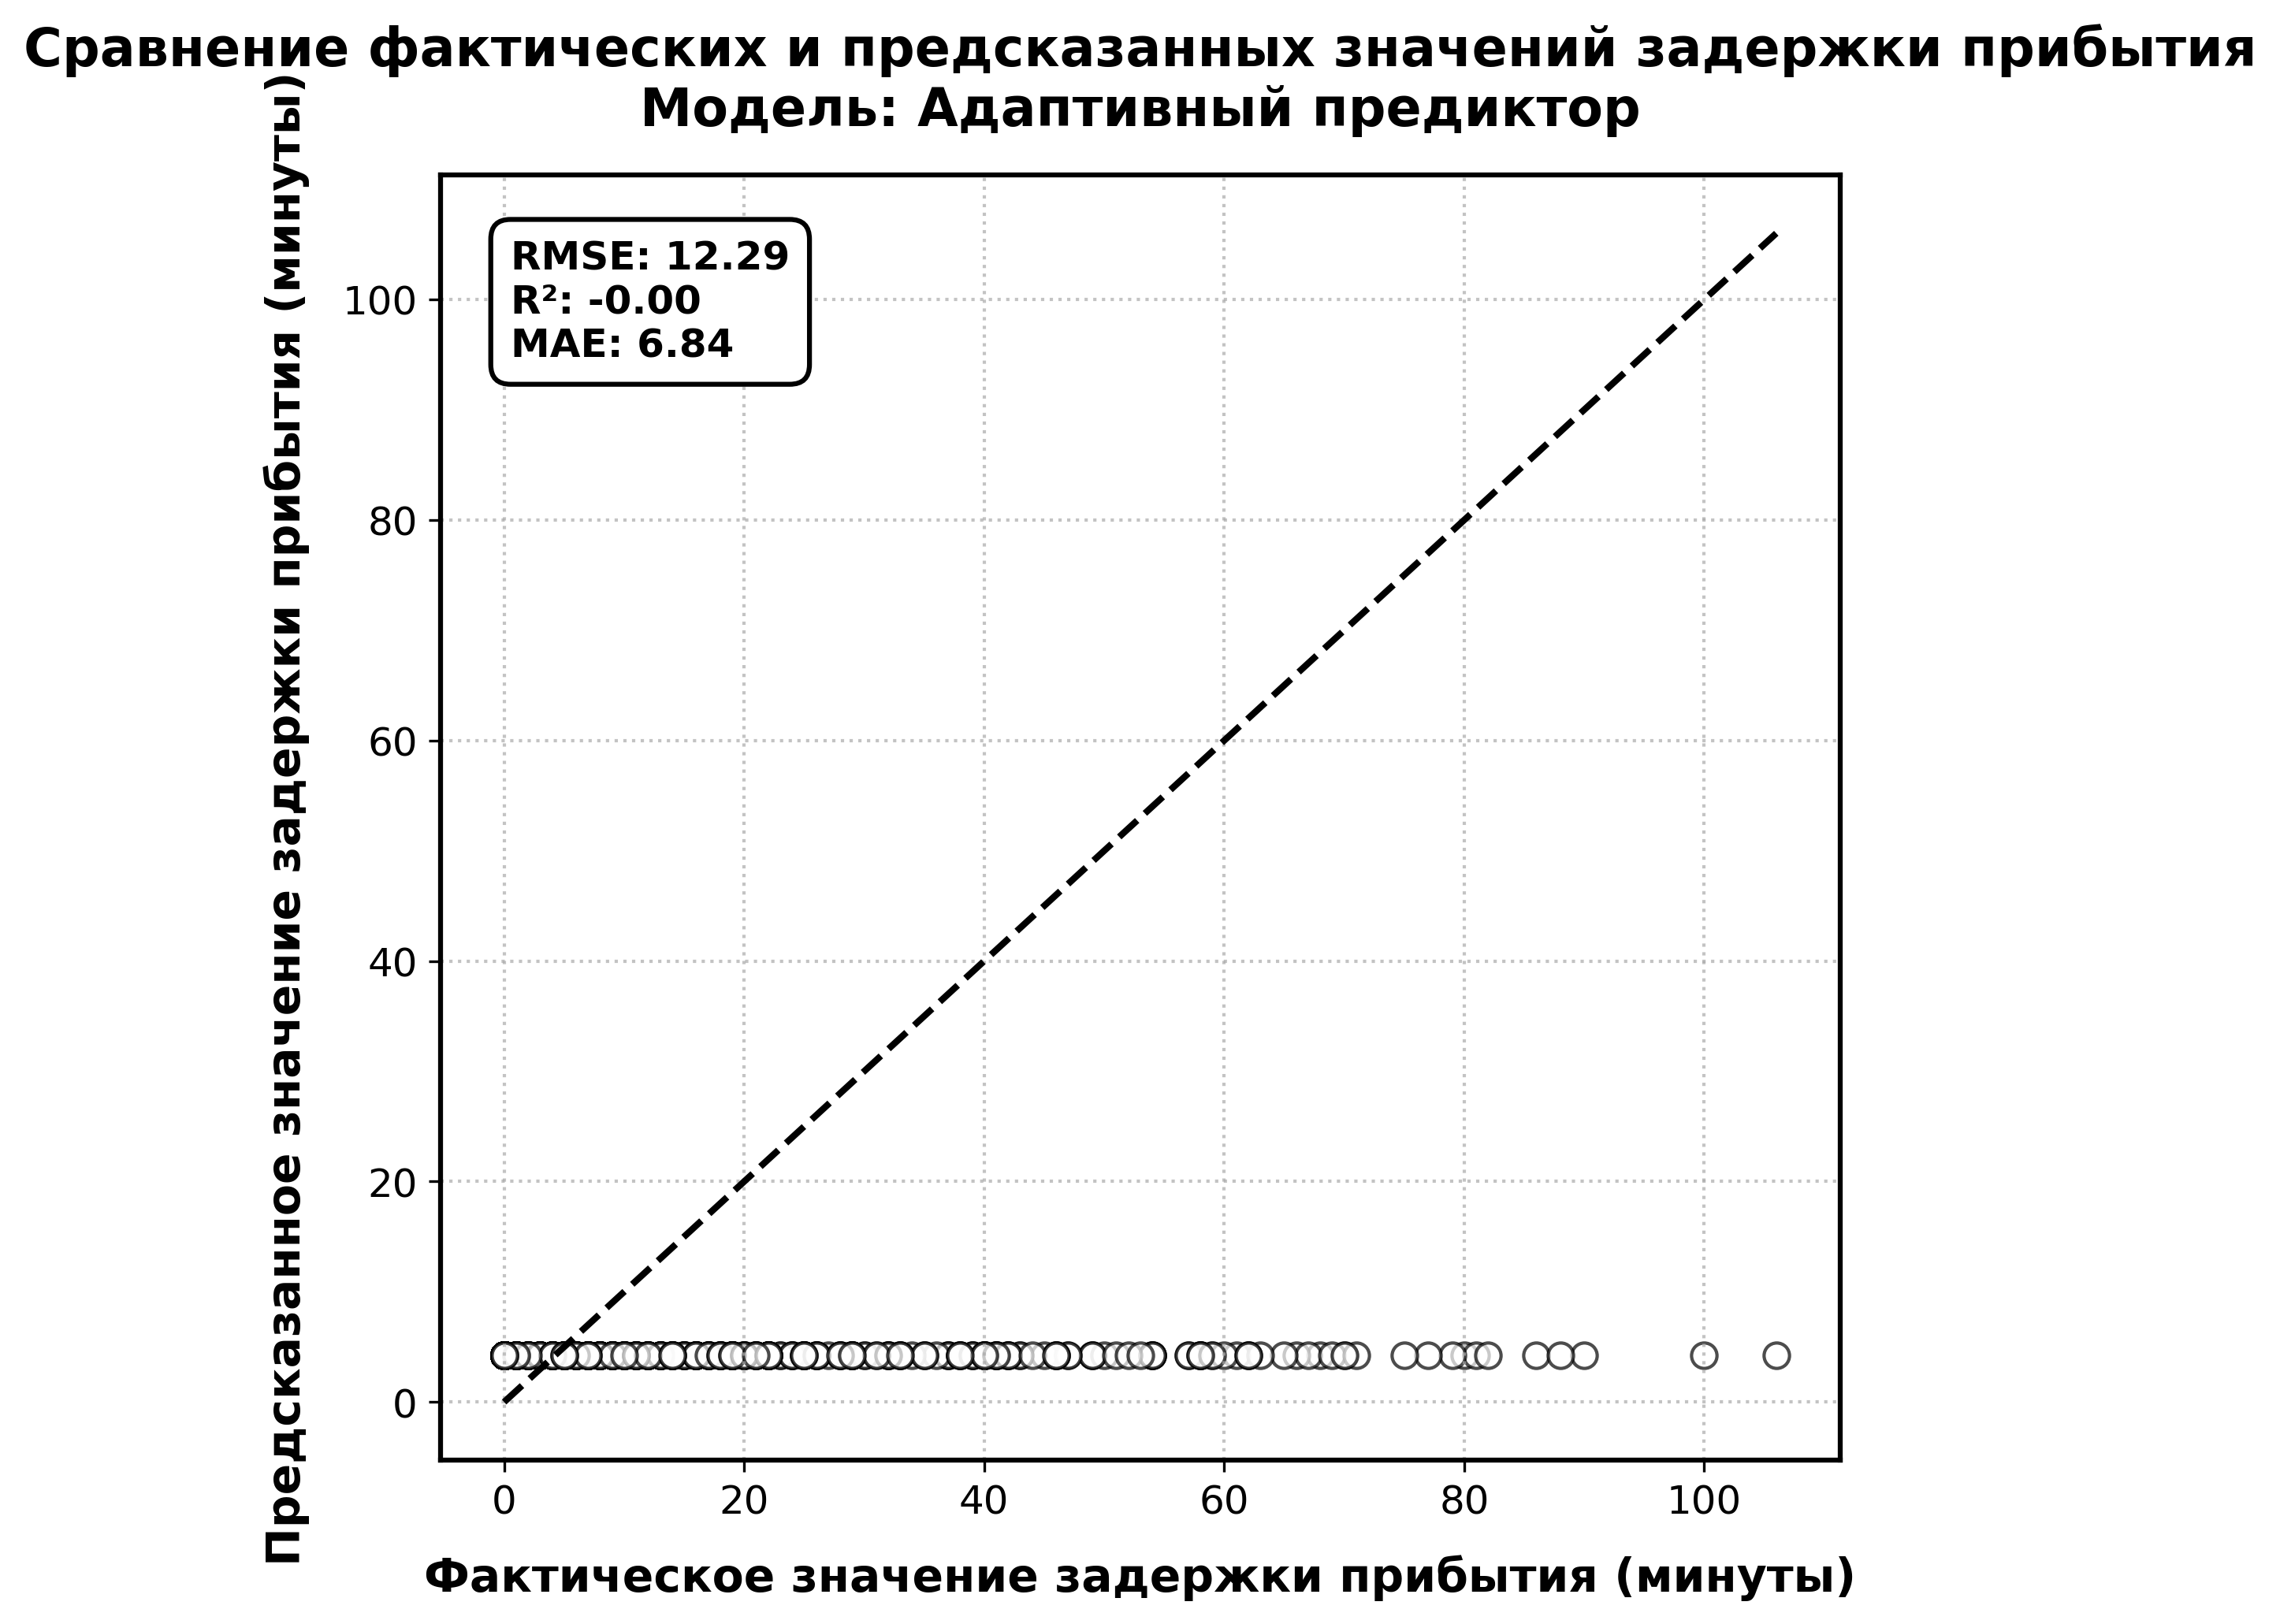 Сравнение фактических и предсказанных значений задержки прибытия
Модель: Адаптивный предиктор
Предсказанное значение задержки прибытия (минуты)
RMSE: 12.29
R²: -0.00
MAE: 6.84
100
80
60
40
20
0
0 20 40 60 80 100
Фактическое значение задержки прибытия (минуты)